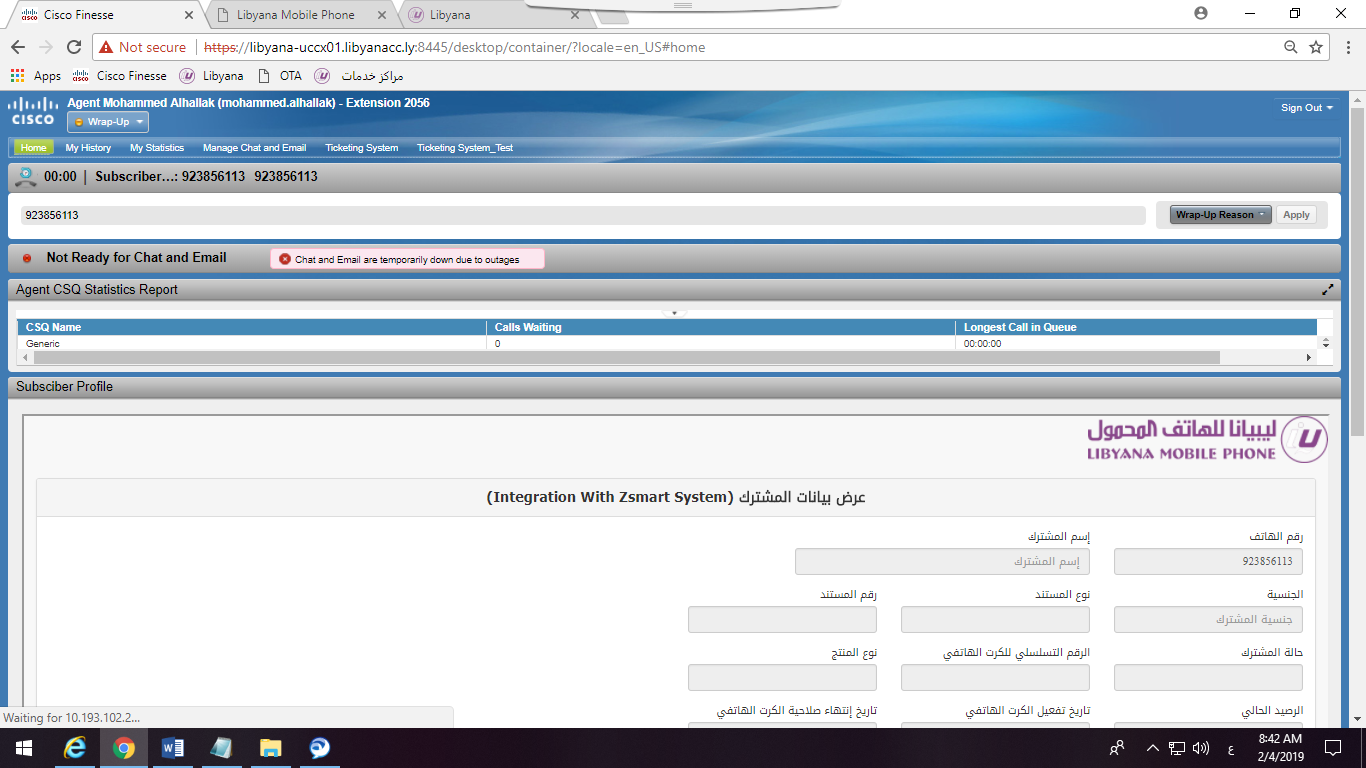 Cisco Finesse
Libyana Mobile Phone
Libyana
Not secure | https://libyana-uccx01.libyanacc.ly:8445/desktop/container/?locale=en_US#home
Apps Cisco Finesse Libyana OTA مراكز خدمات
CISCO
Agent Mohammed Alhallak (mohammed.alhallak) - Extension 2056
Sign Out
Wrap-Up
Home My History My Statistics Manage Chat and Email Ticketing System Ticketing System_Test
00:00 | Subscriber...: 923856113 923856113
923856113 Wrap-Up Reason Apply
Not Ready for Chat and Email Chat and Email are temporarily down due to outages
Agent CSQ Statistics Report
CSQ Name Calls Waiting Longest Call in Queue
Generic 0 00:00:00
Subsciber Profile
ليبيانا للهاتف المحمول
LIBYANA MOBILE PHONE
عرض بيانات المشترك (Integration With Zsmart System)
رقم الهاتف إسم المشترك
923856113 إسم المشترك
الجنسية نوع المستند رقم المستند
جنسية المشترك
حالة المشترك الرقم التسلسلي للكرت الهاتفي نوع المنتج
الرصيد الحالي تاريخ تفعيل الكرت الهاتفي تاريخ إنتهاء صلاحية الكرت الهاتفي
Waiting for 10.193.102.2...
ع 8:42 AM
2/4/2019